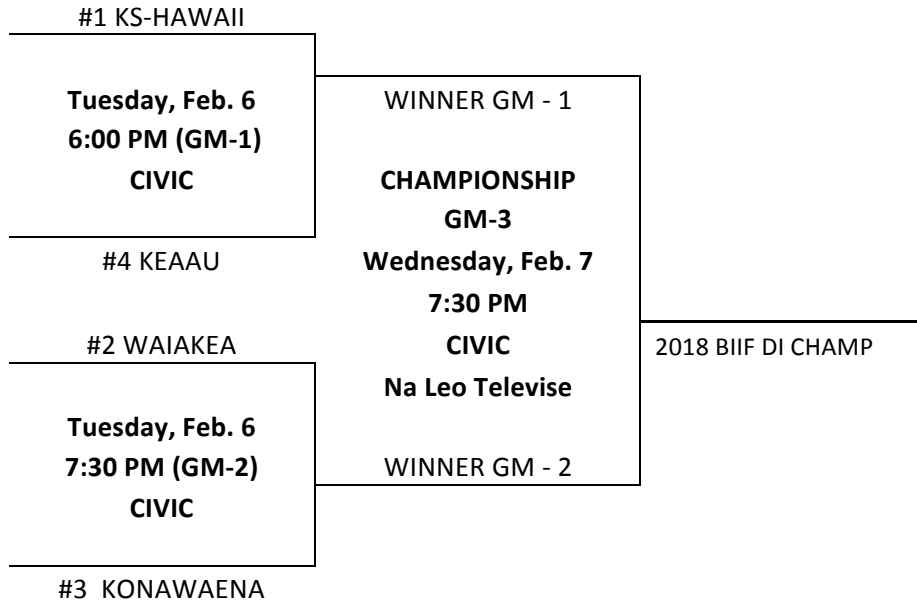 #1 KS-HAWAII
Tuesday, Feb. 6
6:00 PM (GM-1)
CIVIC
#4 KEAAU
#2 WAIAKEA
Tuesday, Feb. 6
7:30 PM (GM-2)
CIVIC
#3 KONAWAENA
WINNER GM - 1
CHAMPIONSHIP
GM-3
Wednesday, Feb. 7
7:30 PM
CIVIC
Na Leo Televise
WINNER GM - 2
2018 BIIF DI CHAMP